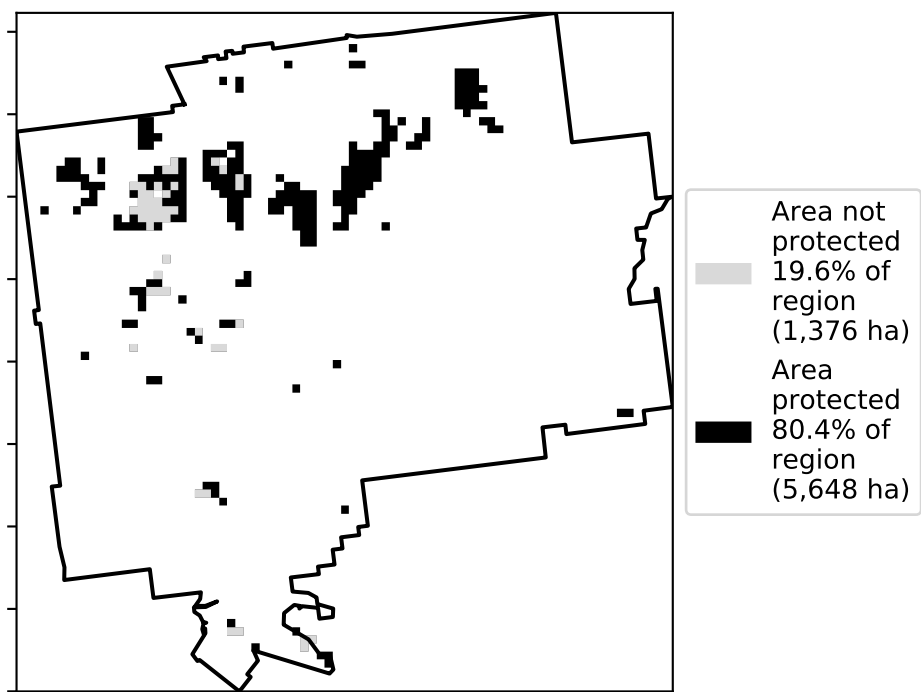 Area not
protected
19.6% of
region
(1,376 ha)
Area
protected
80.4% of
region
(5,648 ha)